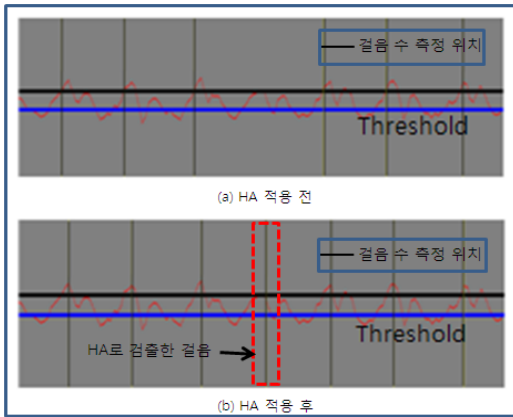 걸음 수 측정 위치
Threshold
(a) HA 적용 전
걸음 수 측정 위치
Threshold
HA로 검출한 걸음
(b) HA 적용 후